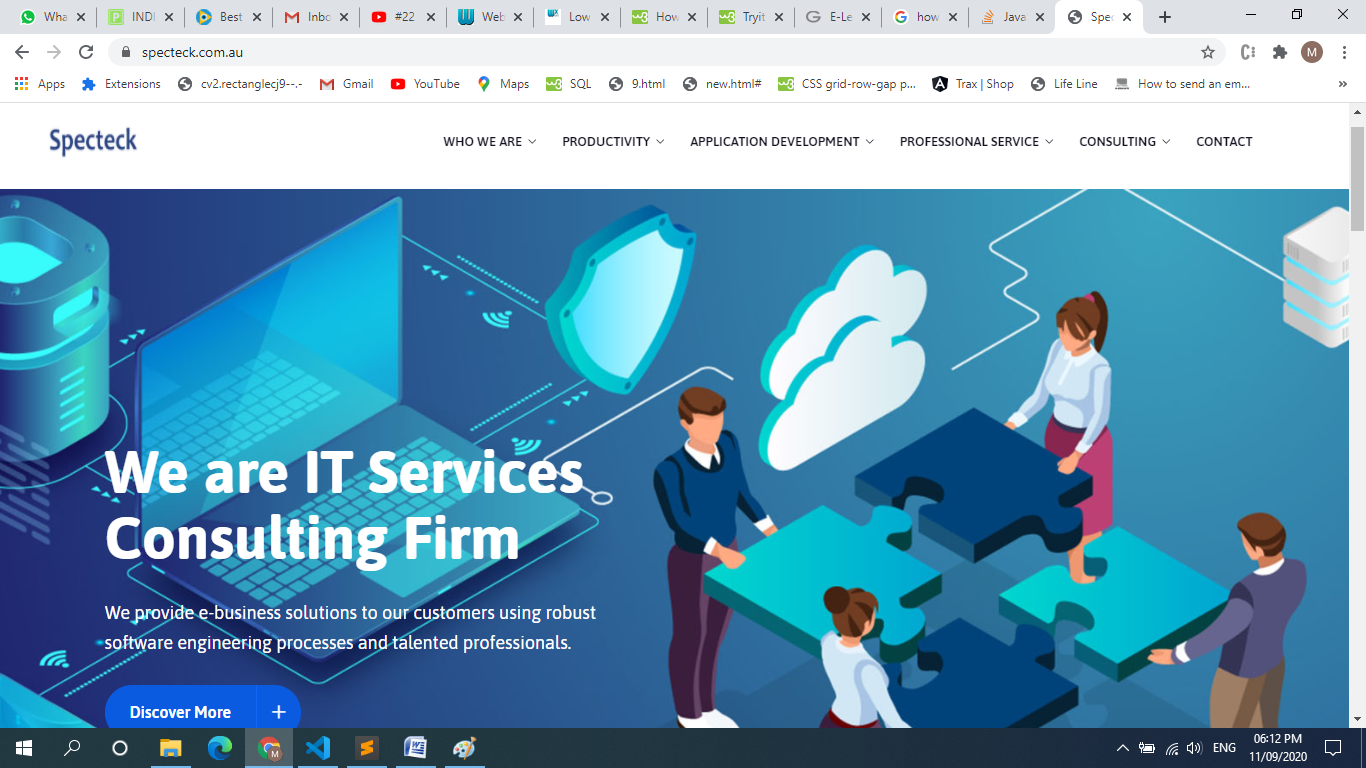 Wha
INDI
Best
Inbo
#22
Web
Low
How
Tryit
E-Le
how
Java
Spec
specteck.com.au
M
Apps
Extensions
cv2.rectanglecj9--.-
Gmail
YouTube
Maps
SQL
9.html
new.html#
CSS grid-row-gap p...
Trax | Shop
Life Line
How to send an em...
Specteck
WHO WE ARE
PRODUCTIVITY
APPLICATION DEVELOPMENT
PROFESSIONAL SERVICE
CONSULTING
CONTACT
We are IT Services
Consulting Firm
We provide e-business solutions to our customers using robust
software engineering processes and talented professionals.
Discover More +
ENG
06:12 PM
11/09/2020